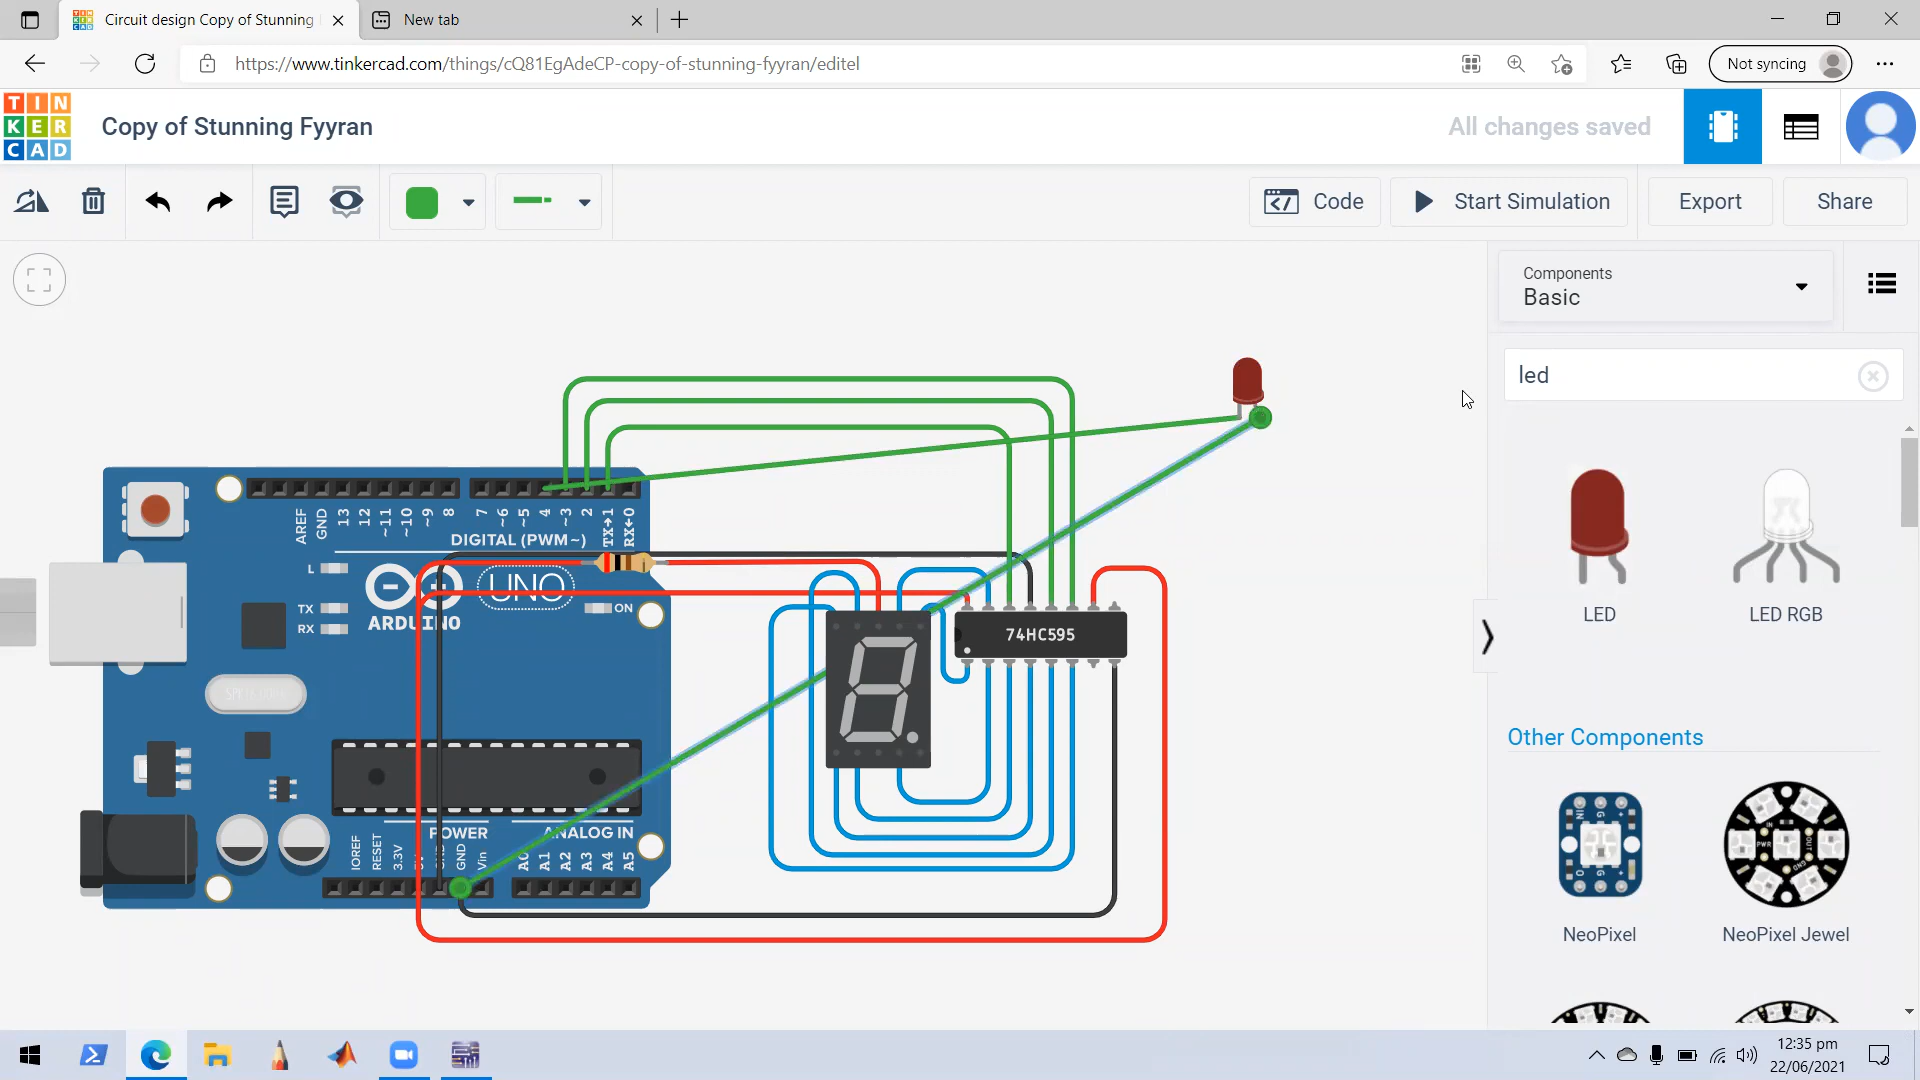 Circuit design Copy of Stunning
New tab
https://www.tinkercad.com/things/cQ81EgAdeCP-copy-of-stunning-fyyran/editel
Not syncing
TIN
KER
CAD
Copy of Stunning Fyyran
All changes saved
Code
Start Simulation
Export
Share
Components
Basic
led
AREF
GND
13
12
~11
~10
~9
8
7
~6
~5
4
~3
2
TX→1
RX←0
DIGITAL (PWM~)
L
TX
RX
UNO
ON
ARDUINO
74HC595
LED
LED RGB
Other Components
POWER
ANALOG IN
IOREF
RESET
3.3V
GND
Vin
A0
A1
A2
A3
A4
A5
NeoPixel
NeoPixel Jewel
12:35 pm
22/06/2021